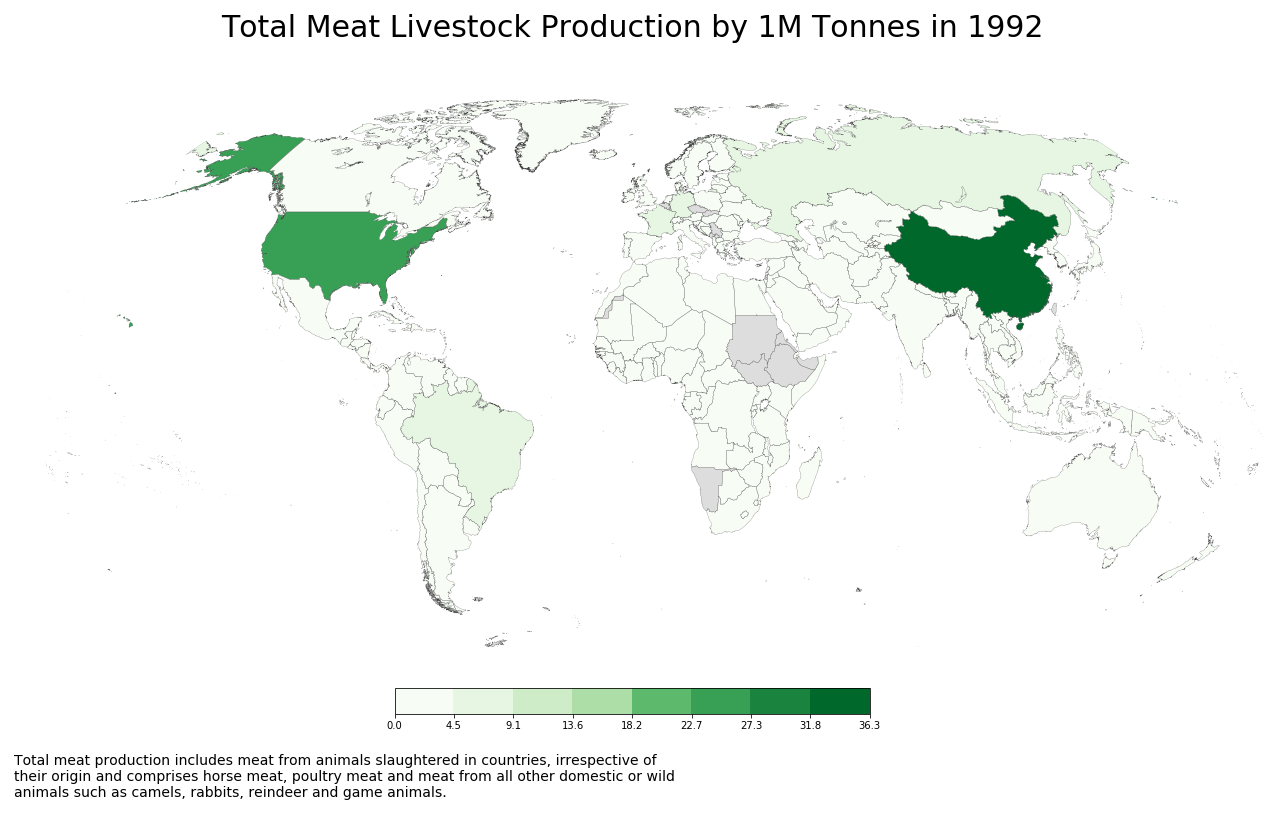 Total Meat Livestock Production by 1M Tonnes in 1992
0.0 4.5 9.1 13.6 18.2 22.7 27.3 31.8 36.3
Total meat production includes meat from animals slaughtered in countries, irrespective of
their origin and comprises horse meat, poultry meat and meat from all other domestic or wild
animals such as camels, rabbits, reindeer and game animals.